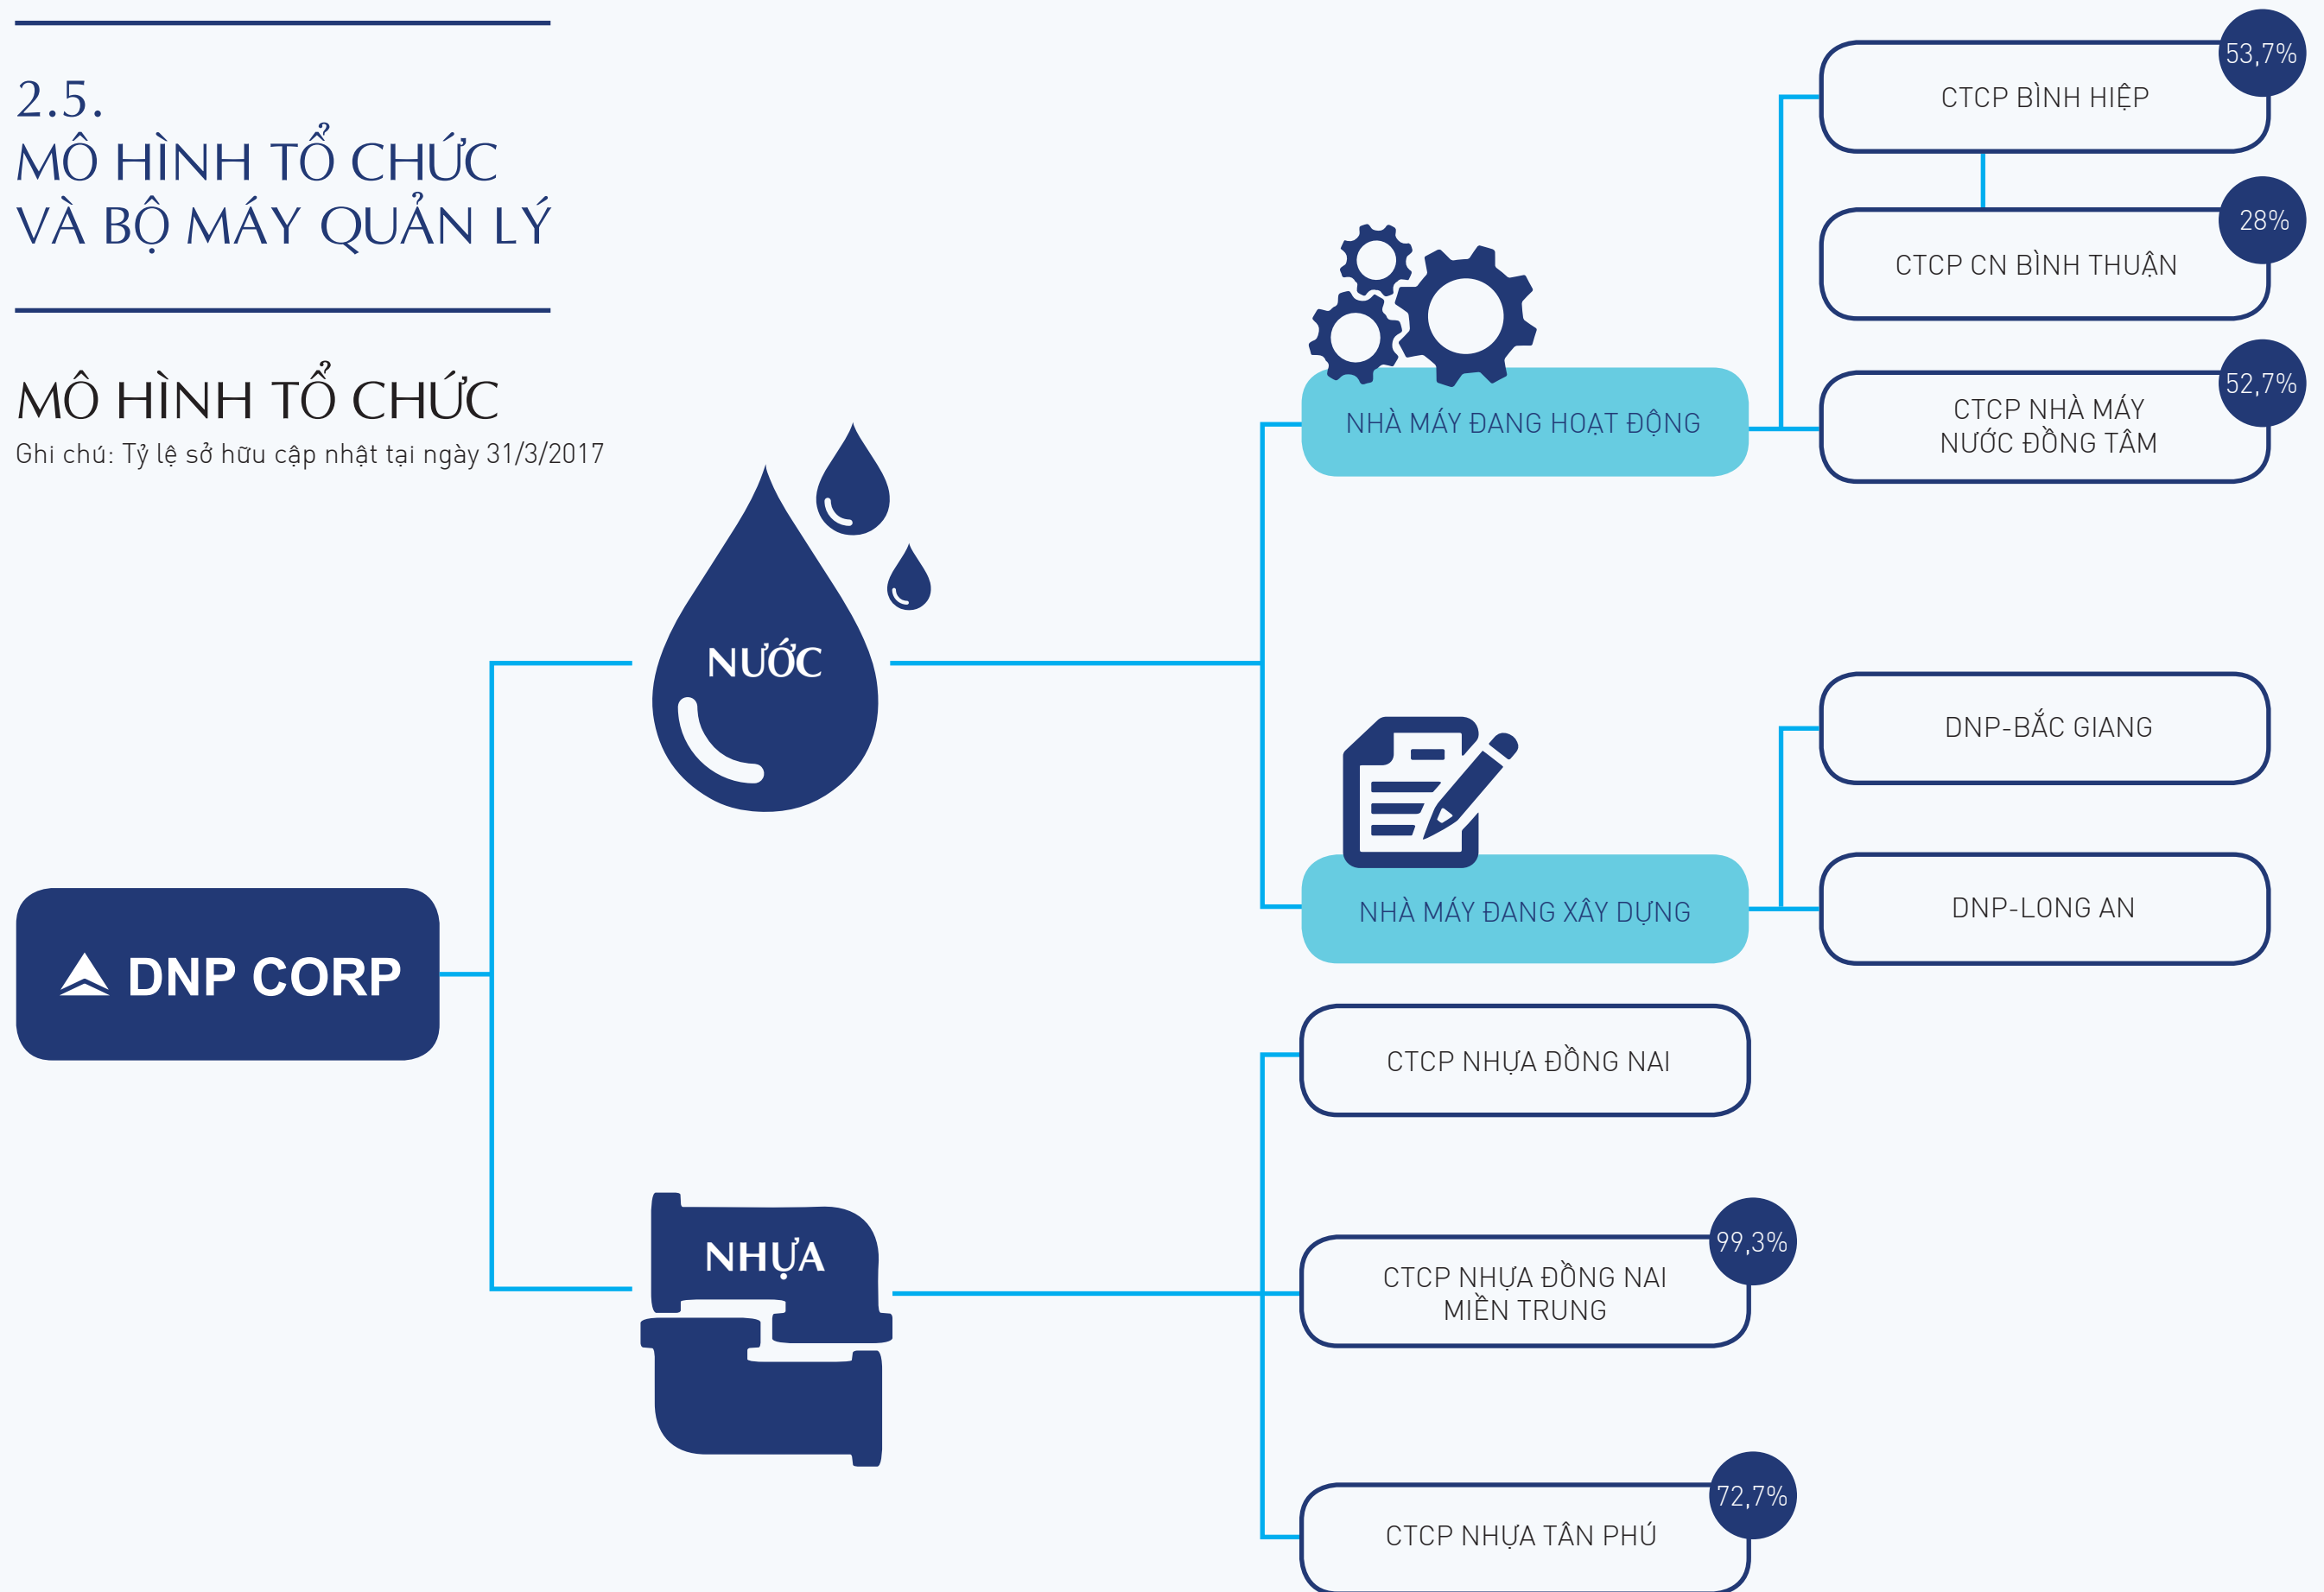 2.5.
MÔ HÌNH TỔ CHỨC
VÀ BỘ MÁY QUẢN LÝ
MÔ HÌNH TỔ CHỨC
Ghi chú: Tỷ lệ sở hữu cập nhật tại ngày 31/3/2017
DNP CORP
NƯỚC
NHÀ MÁY ĐANG HOẠT ĐỘNG
53,7%
CTCP BÌNH HIỆP
28%
CTCP CN BÌNH THUẬN
52,7%
CTCP NHÀ MÁY
NƯỚC ĐỒNG TÂM
NHÀ MÁY ĐANG XÂY DỰNG
DNP-BẮC GIANG
DNP-LONG AN
NHỰA
CTCP NHỰA ĐỒNG NAI
99,3%
CTCP NHỰA ĐỒNG NAI
MIỀN TRUNG
72,7%
CTCP NHỰA TÂN PHÚ